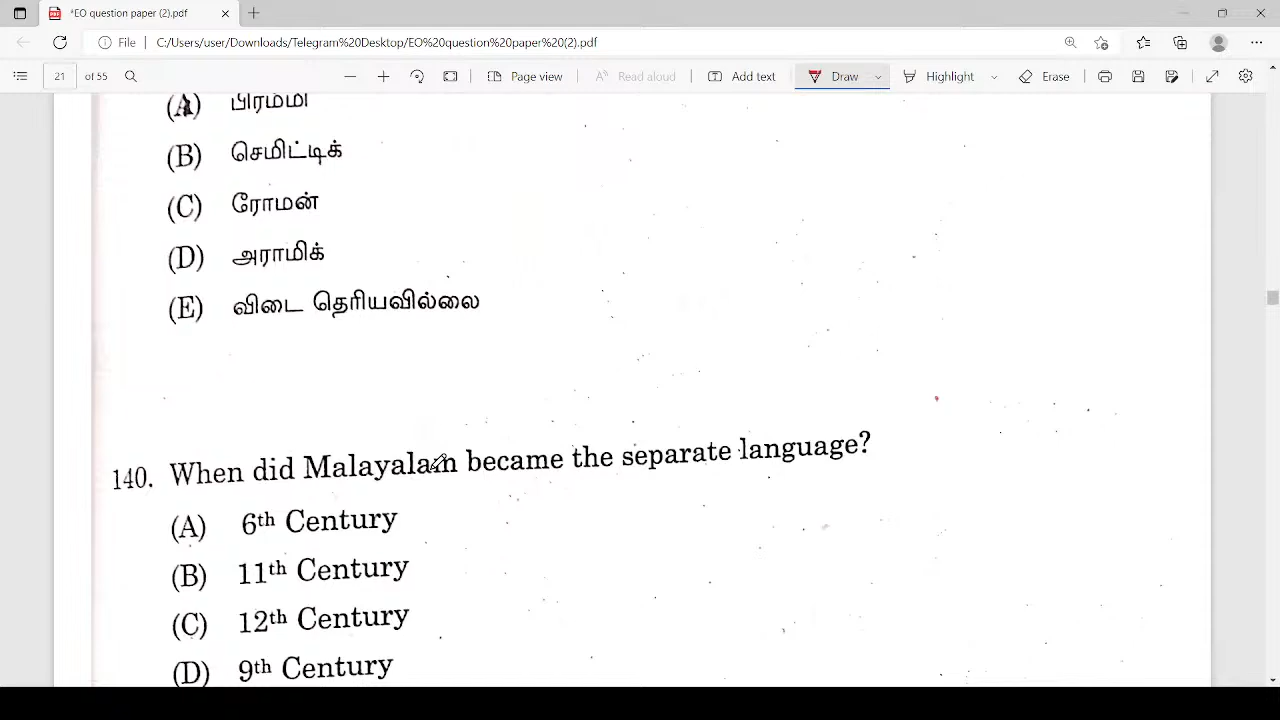 *EO question paper (2).pdf
File C:/Users/user/Downloads/Telegram%20Desktop/EO%20question%20paper%20(2).pdf
21 of 55 Page view Read aloud Add text Draw Highlight Erase
(A) பிரம்மி
(B) செமிட்டிக்
(C) ரோமன்
(D) அராமிக்
(E) விடை தெரியவில்லை
140. When did Malayalam became the separate language?
(A) 6th Century
(B) 11th Century
(C) 12th Century
(D) 9th Century